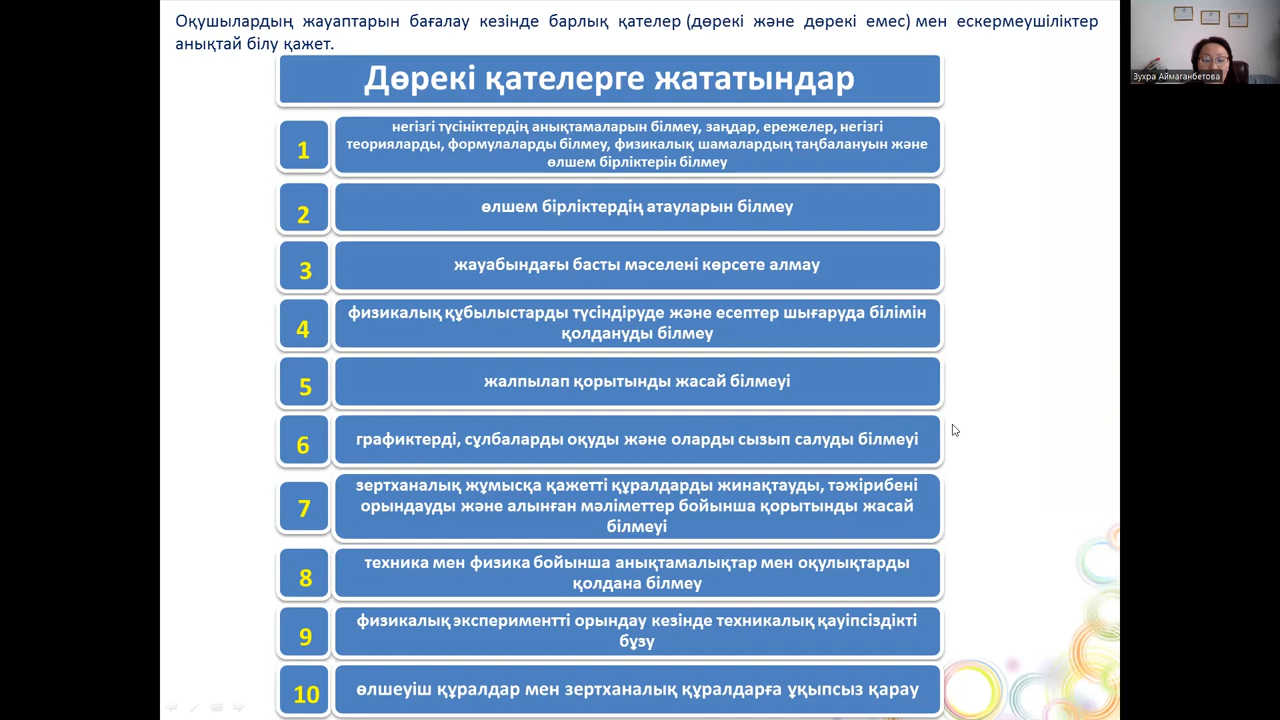 Оқушылардың жауаптарын бағалау кезінде барлық қателер (дөрекі және дөрекі емес) мен ескермеушіліктер
анықтай білу қажет.
Дөрекі қателерге жататындар
1
негізгі түсініктердің анықтамаларын білмеу, заңдар, ережелер, негізгі
теорияларды, формулаларды білмеу, физикалық шамалардың таңбалануын және
өлшем бірліктерін білмеу
2
өлшем бірліктердің атауларын білмеу
3
жауабындағы басты мәселені көрсете алмау
4
физикалық құбылыстарды түсіндіруде және есептер шығаруда білімін
қолдануды білмеу
5
жалпылап қорытынды жасай білмеуі
6
графиктерді, сұлбаларды оқуды және оларды сызып салуды білмеуі
7
зертханалық жұмысқа қажетті құралдарды жинақтауды, тәжірибені
орындауды және алынған мәліметтер бойынша қорытынды жасай
білмеуі
8
техника мен физика бойынша анықтамалықтар мен оқулықтарды
қолдана білмеу
9
физикалық экспериментті орындау кезінде техникалық қауіпсіздікті
бұзу
10
өлшеуіш құралдар мен зертханалық құралдарға ұқыпсыз қарау
Зухра Аймаганбетова